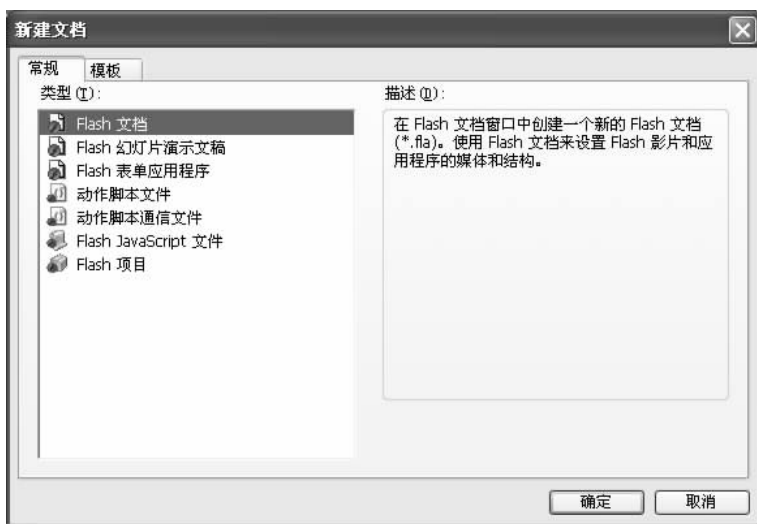 新建文档
常规
模板
类型(T):
Flash 文档
Flash 幻灯片演示文稿
Flash 表单应用程序
动作脚本文件
动作脚本通信文件
Flash JavaScript 文件
Flash 项目
描述(D):
在 Flash 文档窗口中创建一个新的 Flash 文档
(*.fla)。使用 Flash 文档来设置 Flash 影片和应
用程序的媒体和结构。
确定
取消